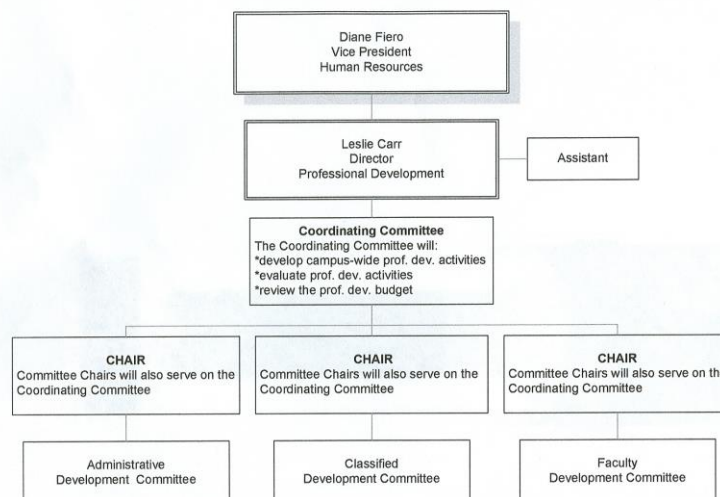 Diane Fiero
Vice President
Human Resources
Leslie Carr
Director
Professional Development
Assistant
Coordinating Committee
The Coordinating Committee will:
*develop campus-wide prof. dev. activities
*evaluate prof. dev. activities
*review the prof. dev. budget
CHAIR
Committee Chairs will also serve on the
Coordinating Committee
CHAIR
Committee Chairs will also serve on the
Coordinating Committee
CHAIR
Committee Chairs will also serve on th
Coordinating Committee
Administrative
Development Committee
Classified
Development Committee
Faculty
Development Committee